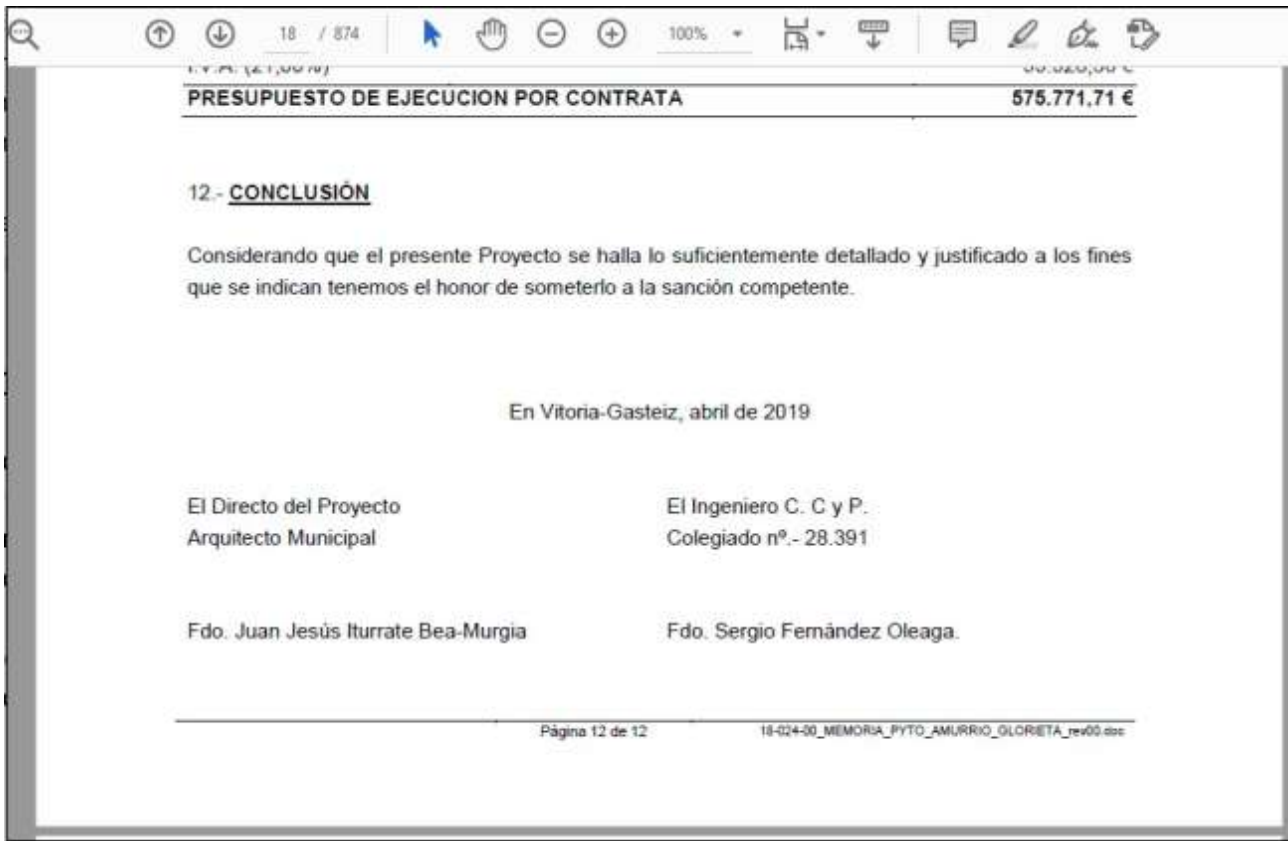 18 / 874
100%
PRESUPUESTO DE EJECUCION POR CONTRATA 575.771,71 €
12.- CONCLUSIÓN
Considerando que el presente Proyecto se halla lo suficientemente detallado y justificado a los fines
que se indican tenemos el honor de someterlo a la sanción competente.
En Vitoria-Gasteiz, abril de 2019
El Directo del Proyecto El Ingeniero C. C y P.
Arquitecto Municipal Colegiado nº.- 28.391
Fdo. Juan Jesús Iturrate Bea-Murgia Fdo. Sergio Fernández Oleaga.
Página 12 de 12 18-024-00_MEMORIA_PYTO_AMURRIO_GLORIETA_rev00.doc